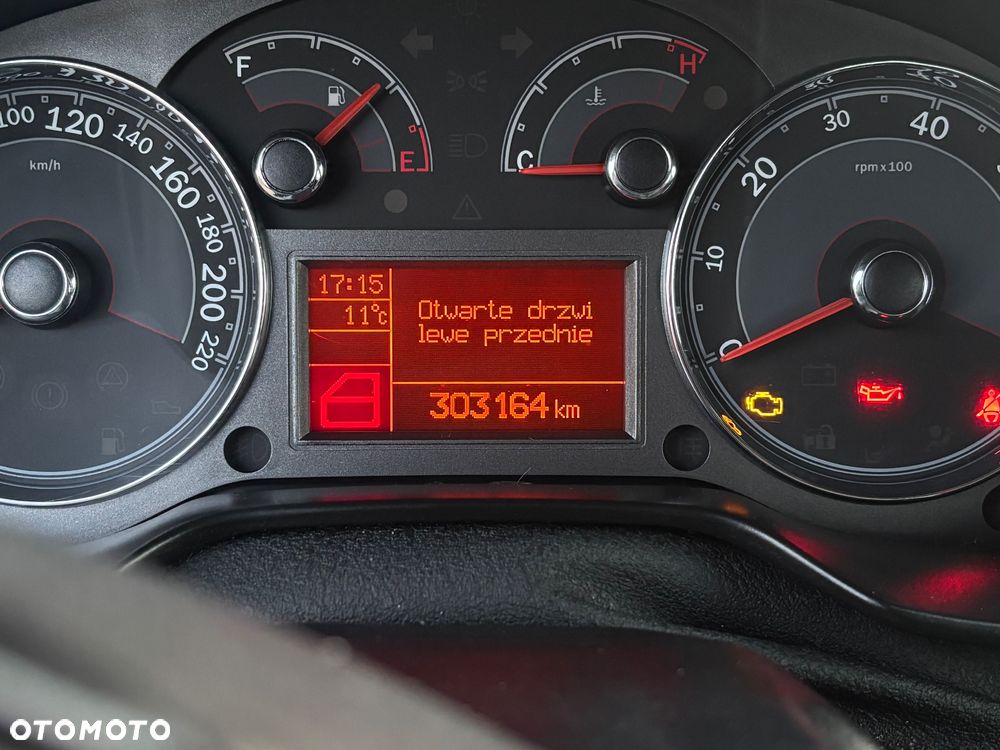 F
E
C
H
100
120
140
160
180
200
220
km/h
10
20
30
40
rpm x 100
17:15
11°c
Otwarte drzwi
lewe przednie
303164 km
OTOMOTO